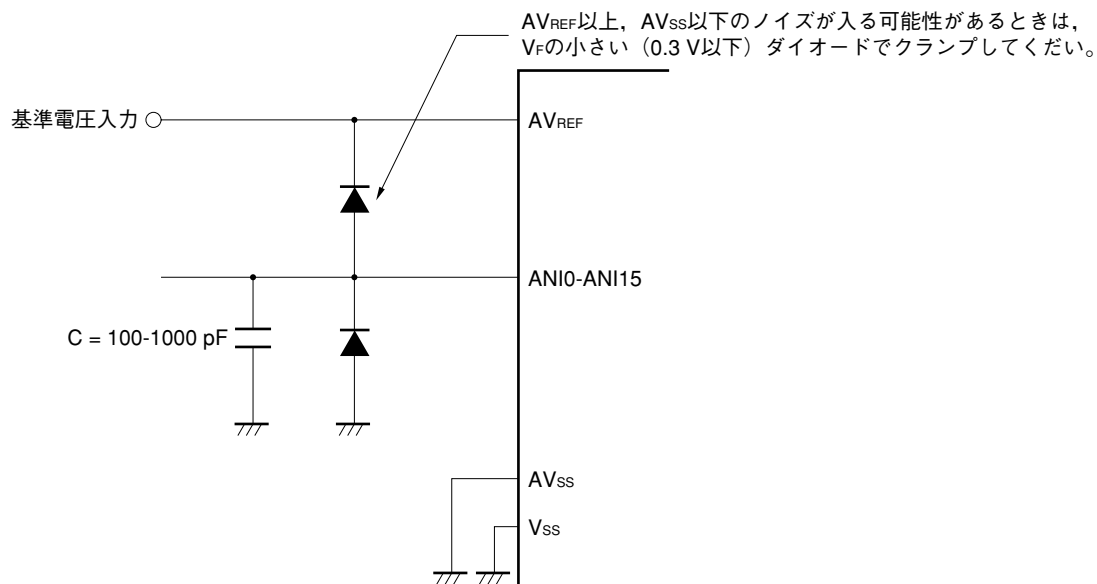 AVREF以上，AVSS以下のノイズが入る可能性があるときは，
VFの小さい（0.3 V以下）ダイオードでクランプしてくだい。
基準電圧入力
AVREF
ANI0-ANI15
C = 100-1000 pF
AVSS
VSS